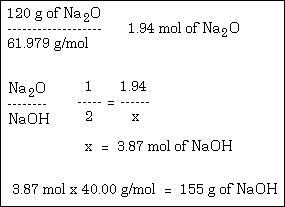 120 g of Na2O
-------------------
61.979 g/mol
1.94 mol of Na2O
Na2O
--------
NaOH
1 1.94
----- = ------
2 x
x = 3.87 mol of NaOH
3.87 mol x 40.00 g/mol = 155 g of NaOH